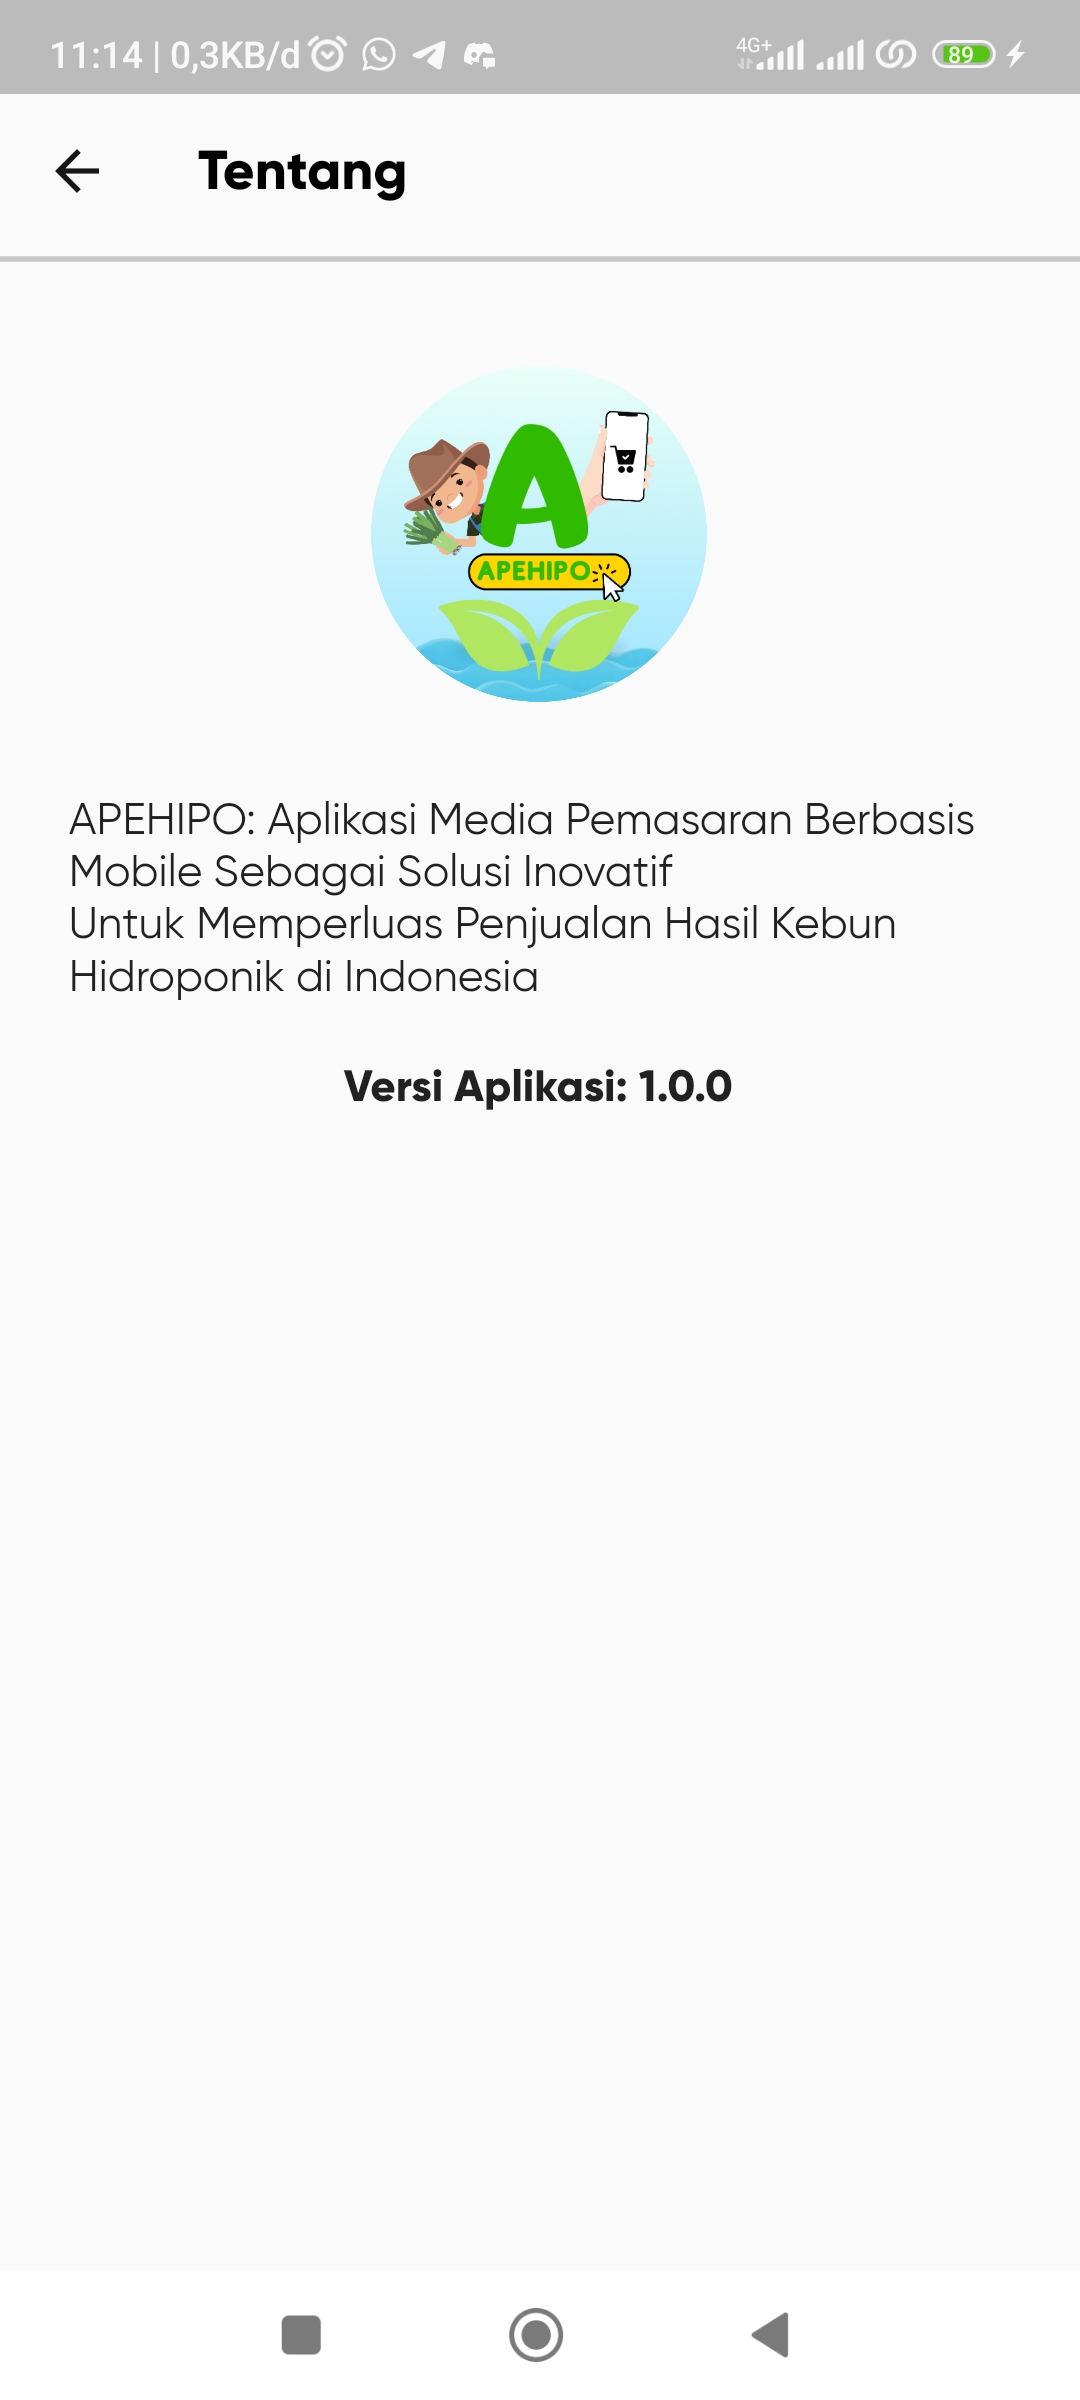 11:14 | 0,3KB/d
4G+
89
Tentang
A
APEHIPO
APEHIPO: Aplikasi Media Pemasaran Berbasis
Mobile Sebagai Solusi Inovatif
Untuk Memperluas Penjualan Hasil Kebun
Hidroponik di Indonesia
Versi Aplikasi: 1.0.0